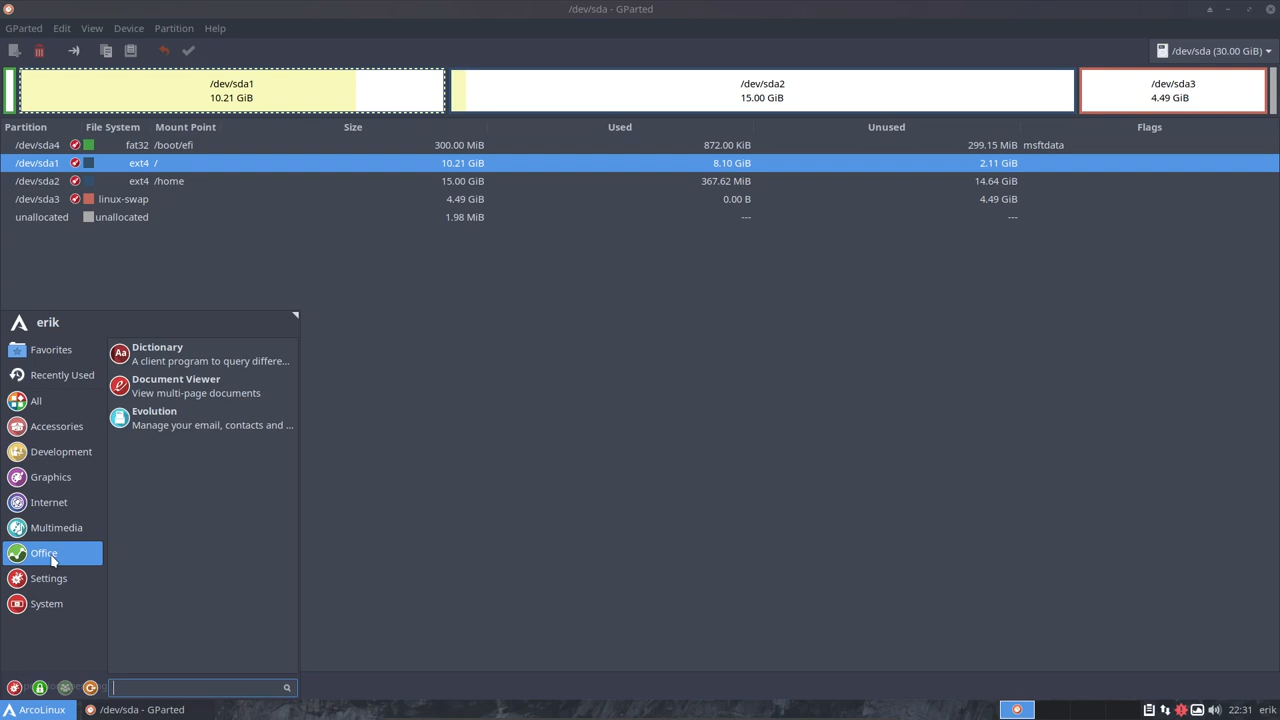 /dev/sda - GParted
GParted Edit View Device Partition Help
/dev/sda (30.00 GiB)
/dev/sda1
10.21 GiB
/dev/sda2
15.00 GiB
/dev/sda3
4.49 GiB
Partition File System Mount Point Size Used Unused Flags
/dev/sda4 fat32 /boot/efi 300.00 MiB 872.00 KiB 299.15 MiB msftdata
/dev/sda1 ext4 / 10.21 GiB 8.10 GiB 2.11 GiB
/dev/sda2 ext4 /home 15.00 GiB 367.62 MiB 14.64 GiB
/dev/sda3 linux-swap 4.49 GiB 0.00 B 4.49 GiB
unallocated unallocated 1.98 MiB --- ---
erik
Favorites
Recently Used
All
Accessories
Development
Graphics
Internet
Multimedia
Office
Settings
System
Dictionary
A client program to query differe...
Document Viewer
View multi-page documents
Evolution
Manage your email, contacts and ...
ArcoLinux
/dev/sda - GParted
22:31 erik